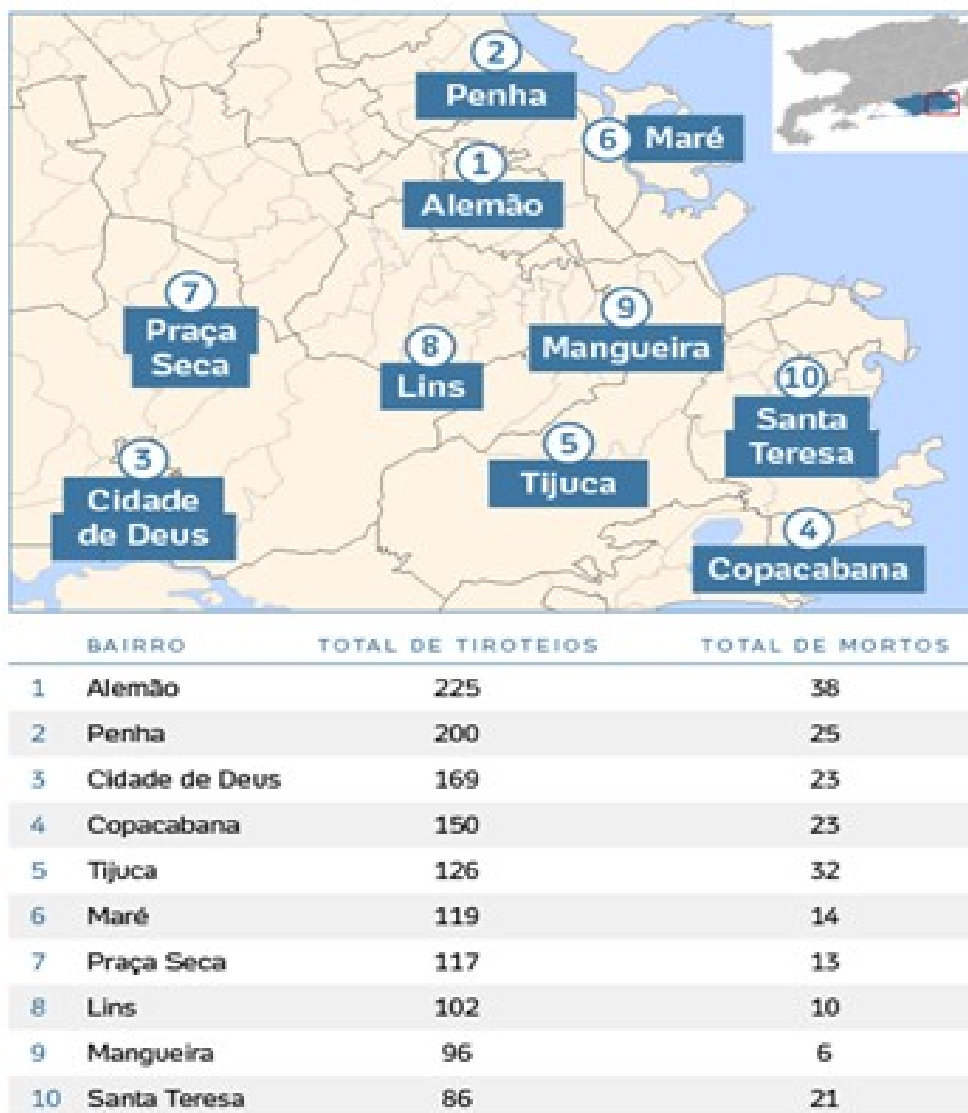 2
Penha
6 Maré
1
Alemão
7
Praça
Seca
9
Mangueira
8
Lins
10
Santa
Teresa
5
Tijuca
3
Cidade
de Deus
4
Copacabana
BAIRRO TOTAL DE TIROTEIOS TOTAL DE MORTOS
1 Alemão 225 38
2 Penha 200 25
3 Cidade de Deus 169 23
4 Copacabana 150 23
5 Tijuca 126 32
6 Maré 119 14
7 Praça Seca 117 13
8 Lins 102 10
9 Mangueira 96 6
10 Santa Teresa 86 21